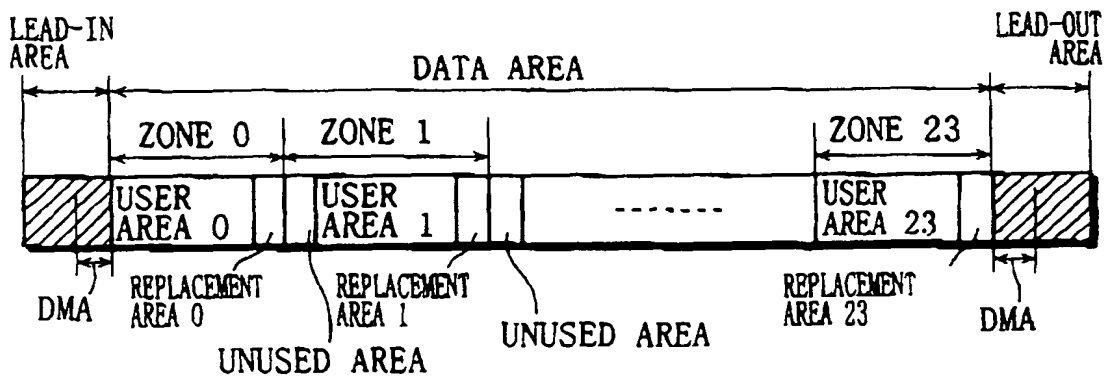 LEAD-IN
AREA
LEAD-OUT
AREA
DATA AREA
ZONE 0
ZONE 1
ZONE 23
USER
AREA 0
USER
AREA 1
USER
AREA 23
DMA
REPLACEMENT
AREA 0
REPLACEMENT
AREA 1
REPLACEMENT
AREA 23
DMA
UNUSED AREA
UNUSED AREA